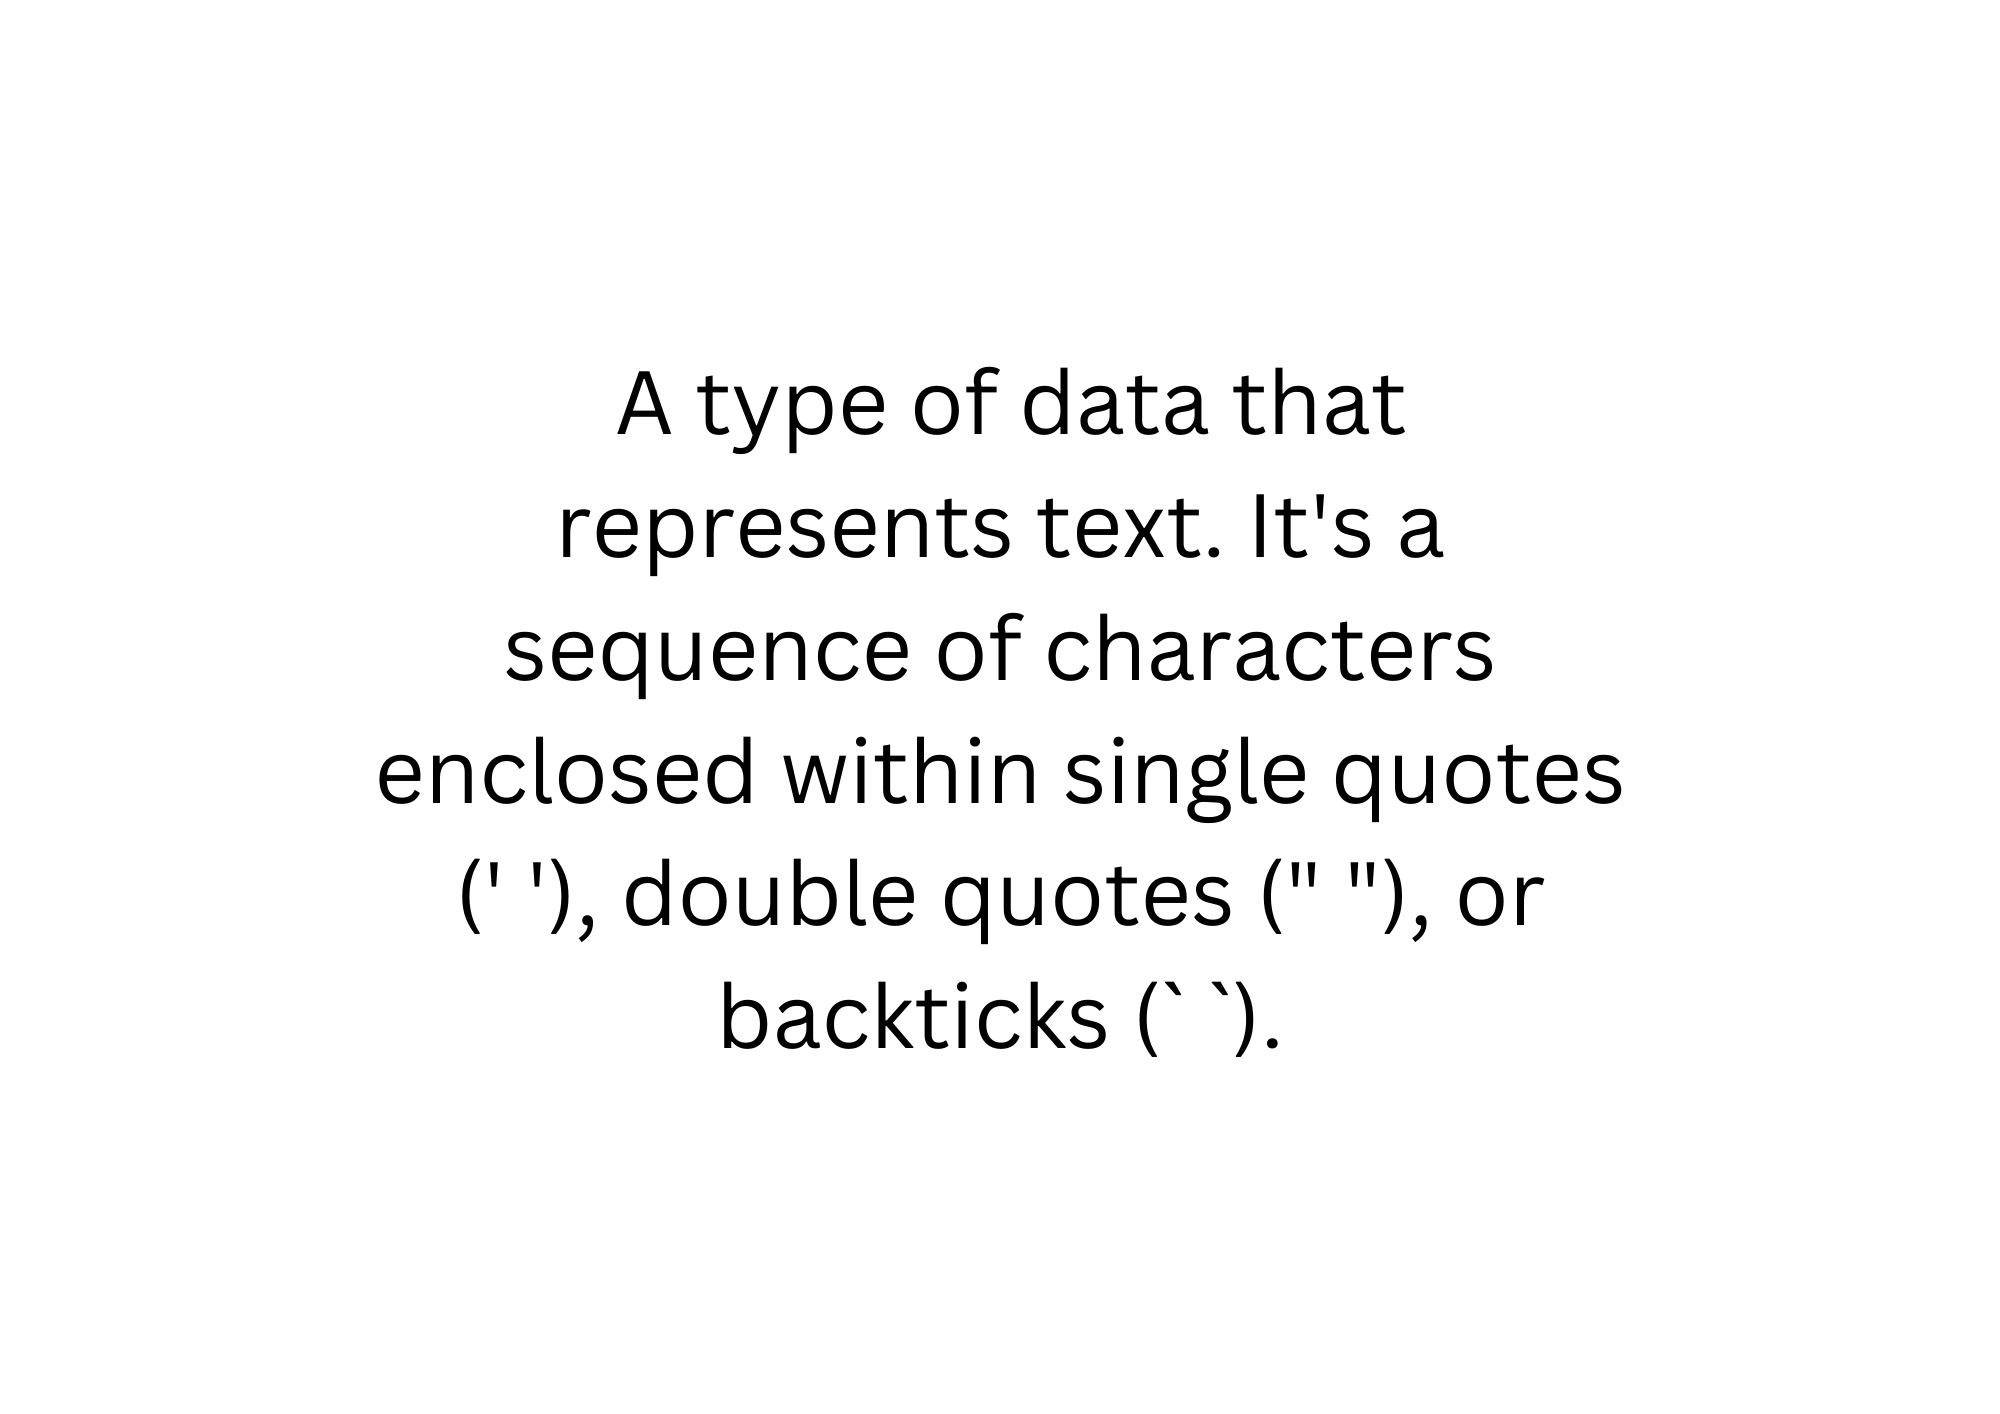 A type of data that
represents text. It's a
sequence of characters
enclosed within single quotes
(' '), double quotes (" "), or
backticks (` `).